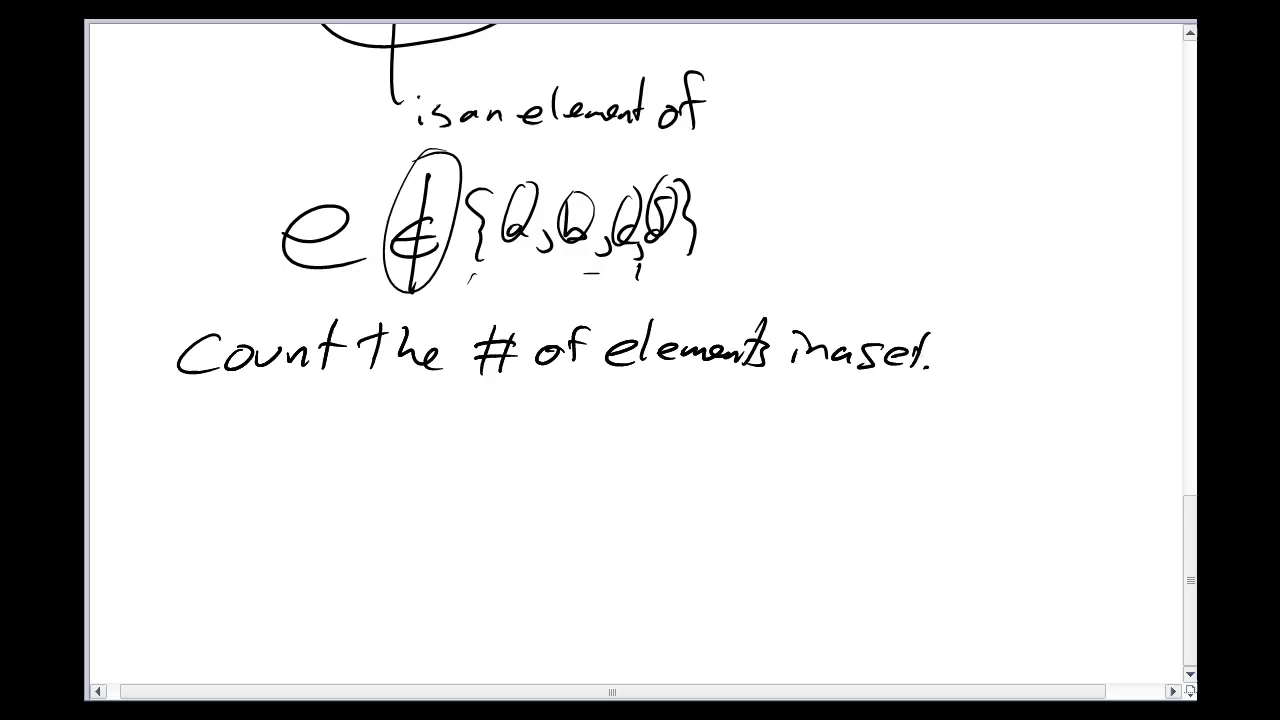 is an element of
e ∉ {a, b, c, δ}
Count the # of elements in a set.